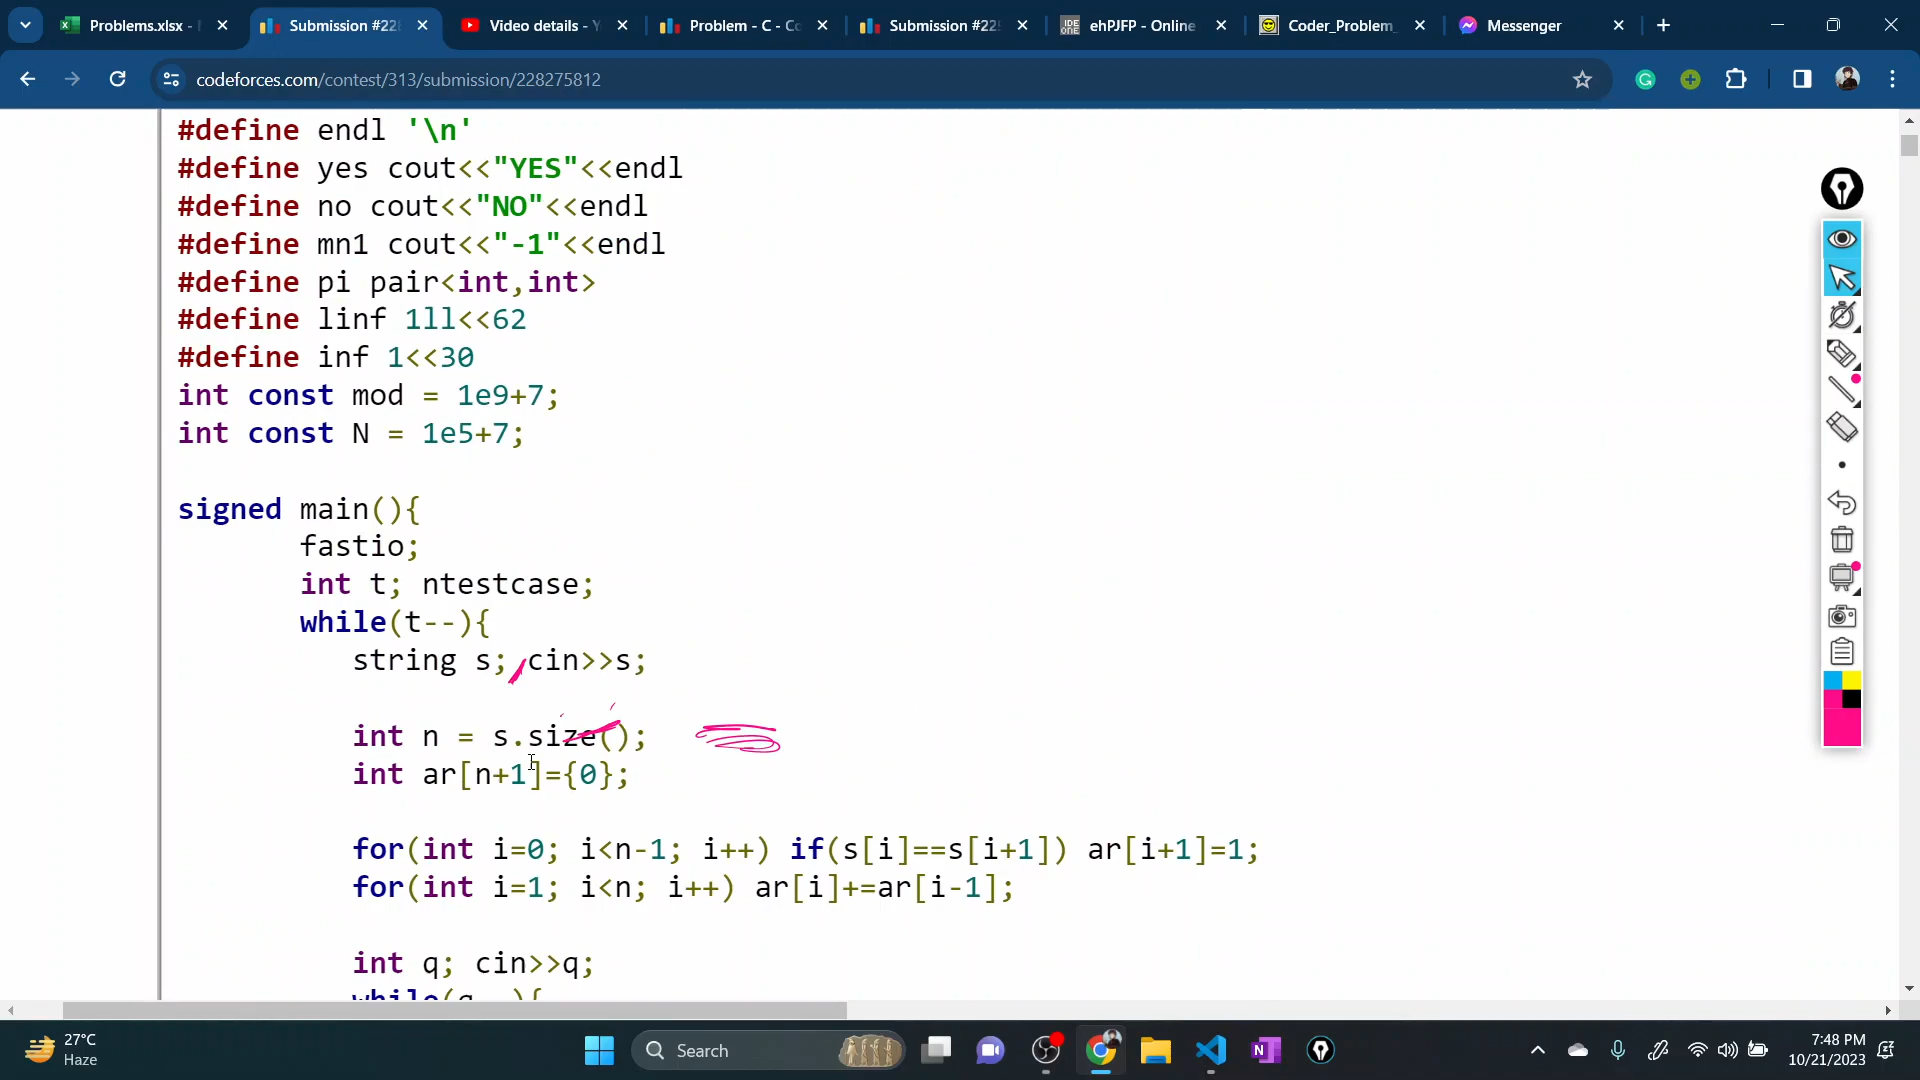 Problems.xlsx -
Submission #22
Video details - Y
Problem - C - Co
Submission #22
ehPJFP - Online
Coder_Problem_
Messenger
codeforces.com/contest/313/submission/228275812
#define endl '\n'
#define yes cout<<"YES"<<endl
#define no cout<<"NO"<<endl
#define mn1 cout<<"-1"<<endl
#define pi pair<int,int>
#define linf 1ll<<62
#define inf 1<<30
int const mod = 1e9+7;
int const N = 1e5+7;
signed main(){
fastio;
int t; ntestcase;
while(t--){
string s; cin>>s;
int n = s.size();
int ar[n+1]={0};
for(int i=0; i<n-1; i++) if(s[i]==s[i+1]) ar[i+1]=1;
for(int i=1; i<n; i++) ar[i]+=ar[i-1];
int q; cin>>q;
while(q--){
27°C
Haze
Search
7:48 PM
10/21/2023